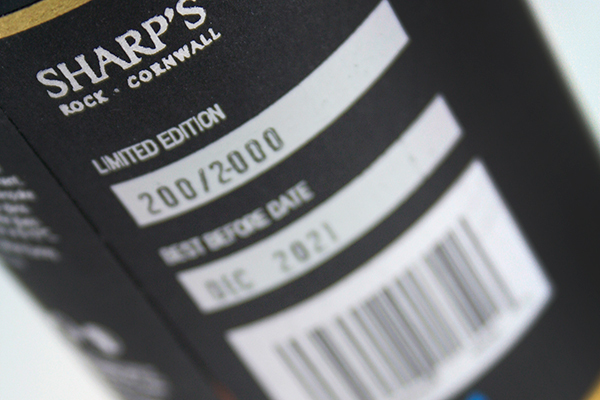 SHARP'S
ROCK · CORNWALL
LIMITED EDITION
200/2000
BEST BEFORE DATE
DEC 2021